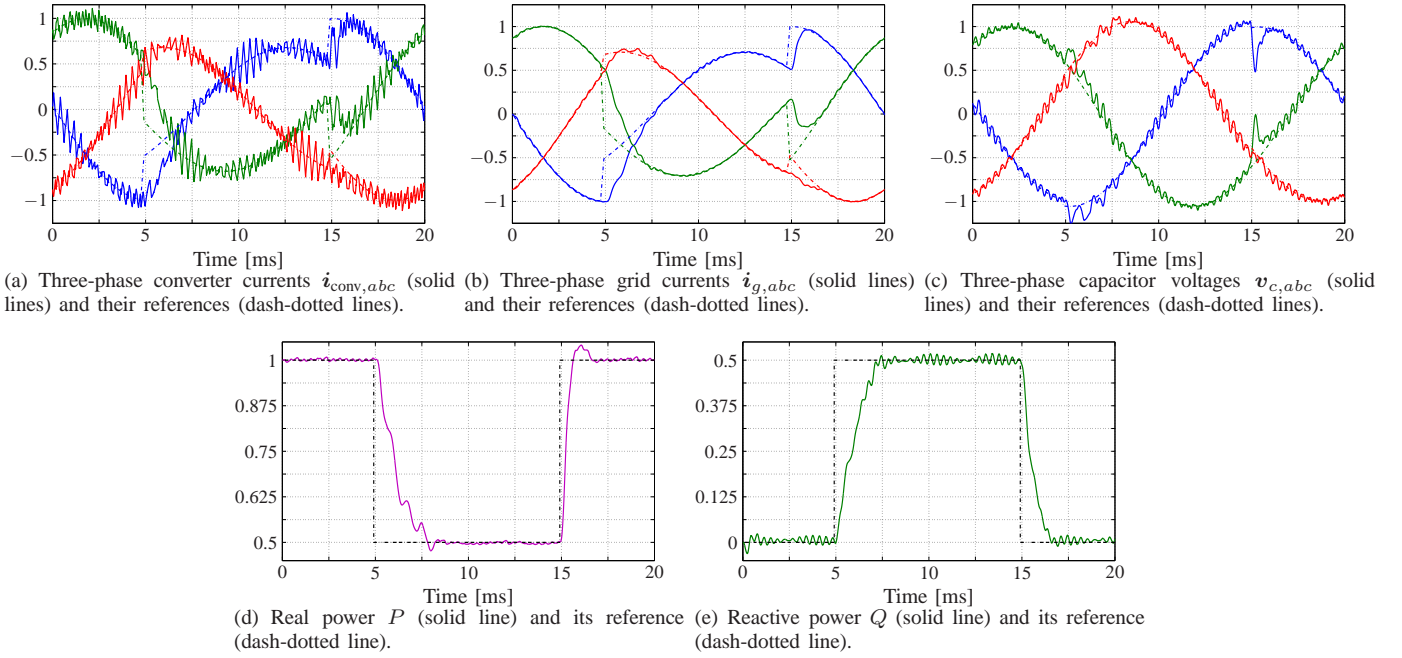 1
0.5
0
−0.5
−1
0 5 10 15 20
Time [ms]
(a) Three-phase converter currents i_conv,abc (solid
lines) and their references (dash-dotted lines).
1
0.5
0
−0.5
−1
0 5 10 15 20
Time [ms]
(b) Three-phase grid currents i_g,abc (solid lines)
and their references (dash-dotted lines).
1
0.5
0
−0.5
−1
0 5 10 15 20
Time [ms]
(c) Three-phase capacitor voltages v_c,abc (solid
lines) and their references (dash-dotted lines).
1
0.875
0.75
0.625
0.5
0 5 10 15 20
Time [ms]
(d) Real power P (solid line) and its reference
(dash-dotted line).
0.5
0.375
0.25
0.125
0
0 5 10 15 20
Time [ms]
(e) Reactive power Q (solid line) and its reference
(dash-dotted line).